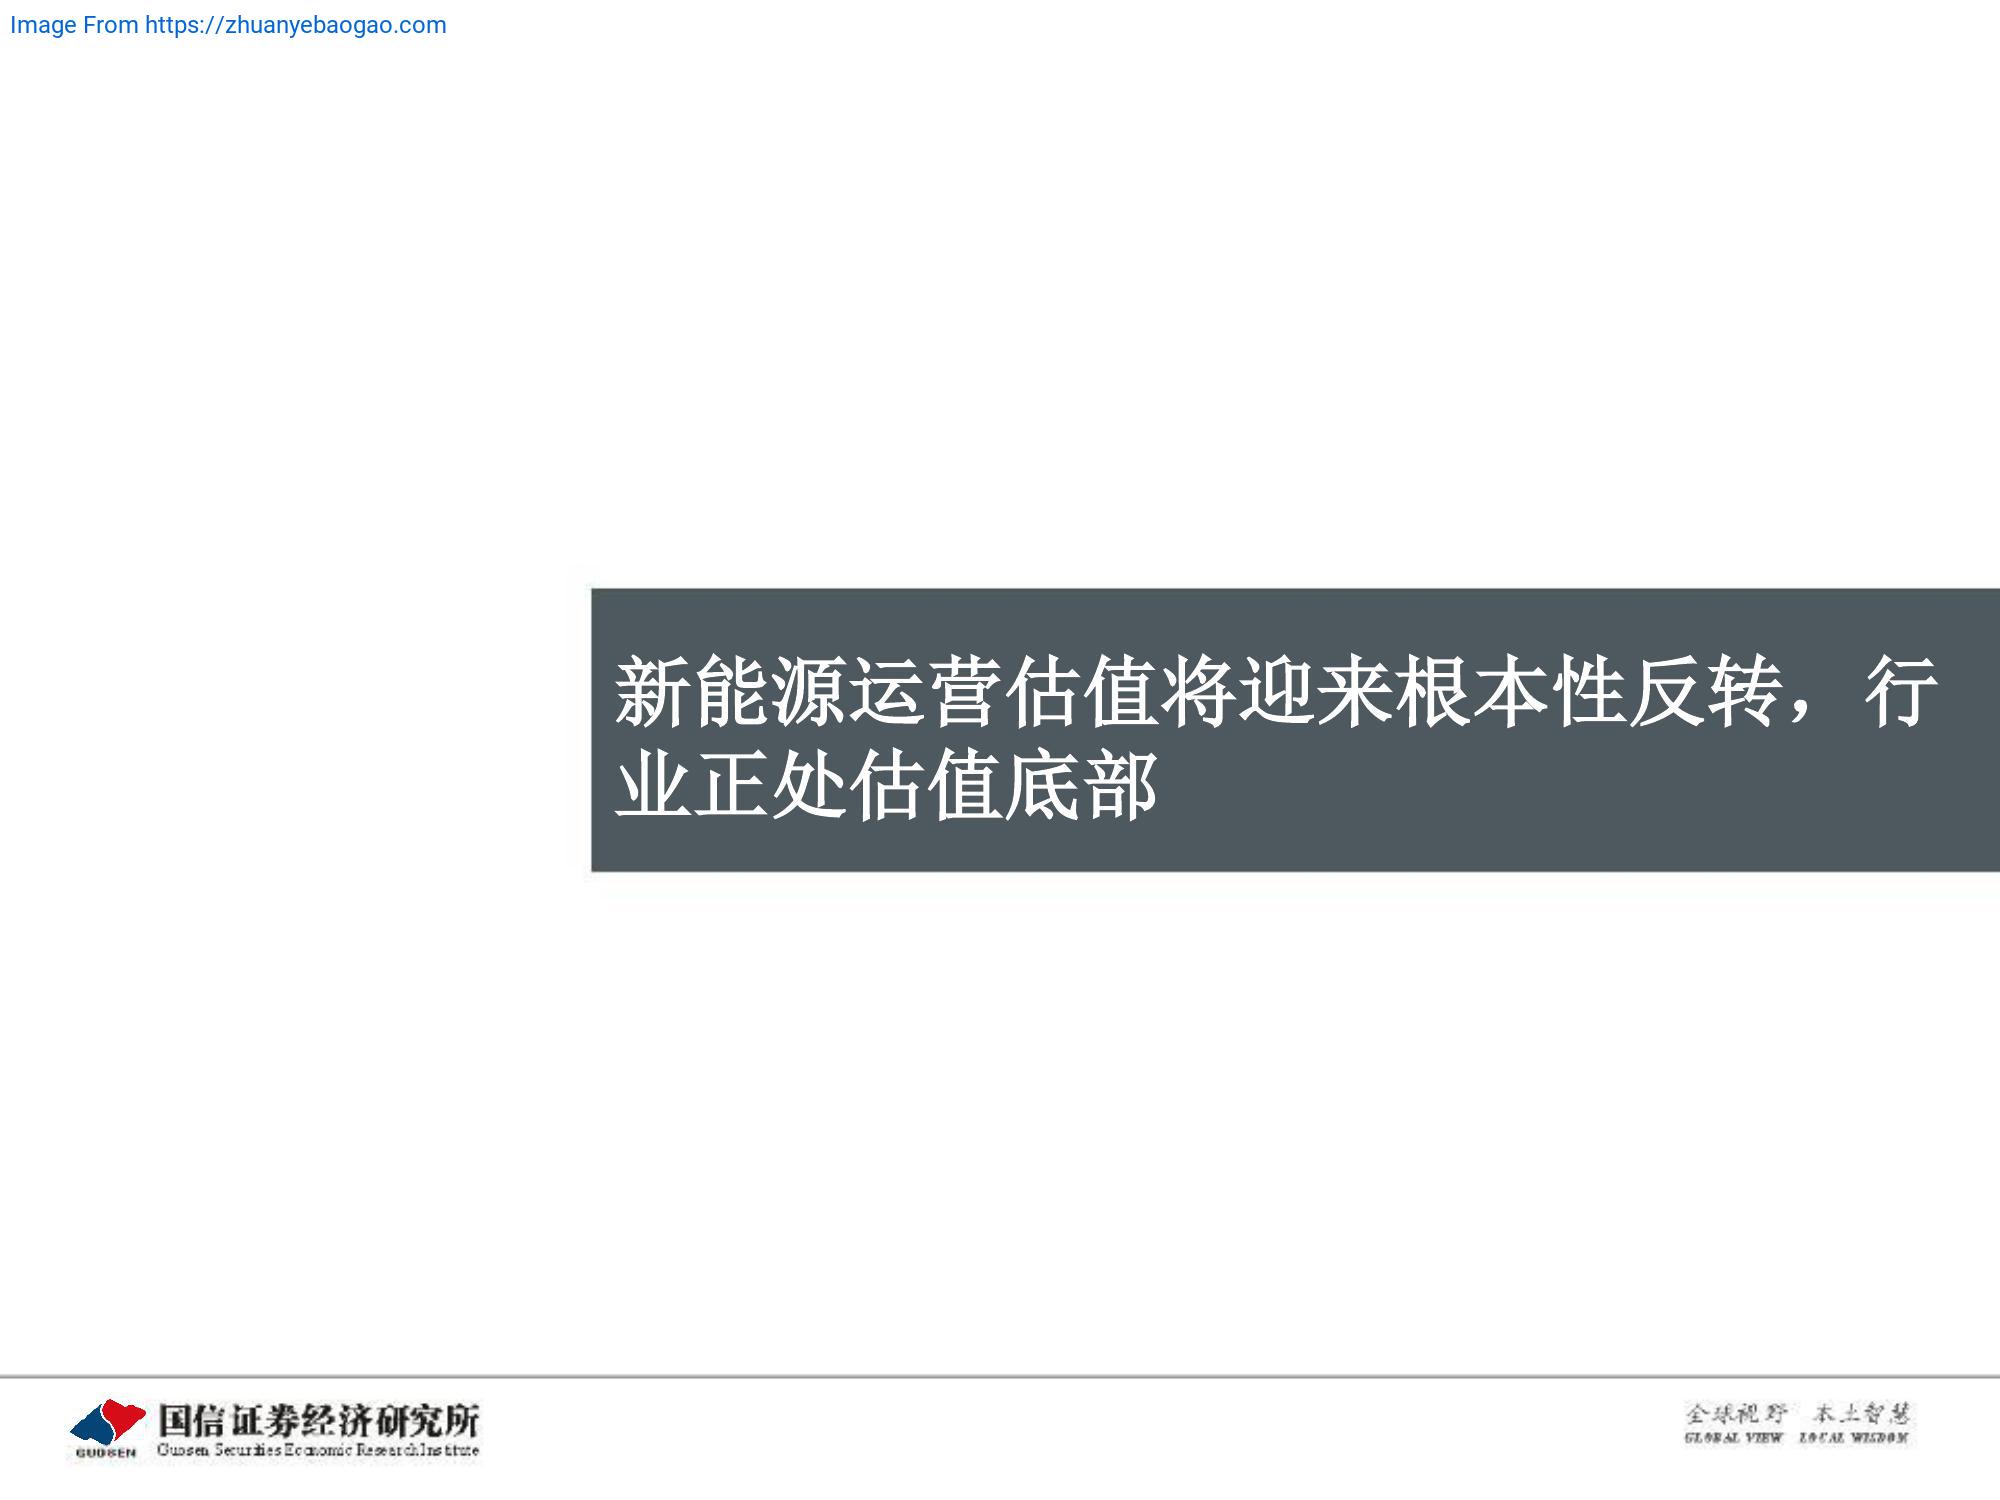 Image From https://zhuanyebaogao.com
新能源运营估值将迎来根本性反转，行
业正处估值底部
国信证券经济研究所
GUOSEN
Guosen Securities Economic Research Institute
全球视野 本土智慧
GLOBAL VIEW LOCAL WISDOM